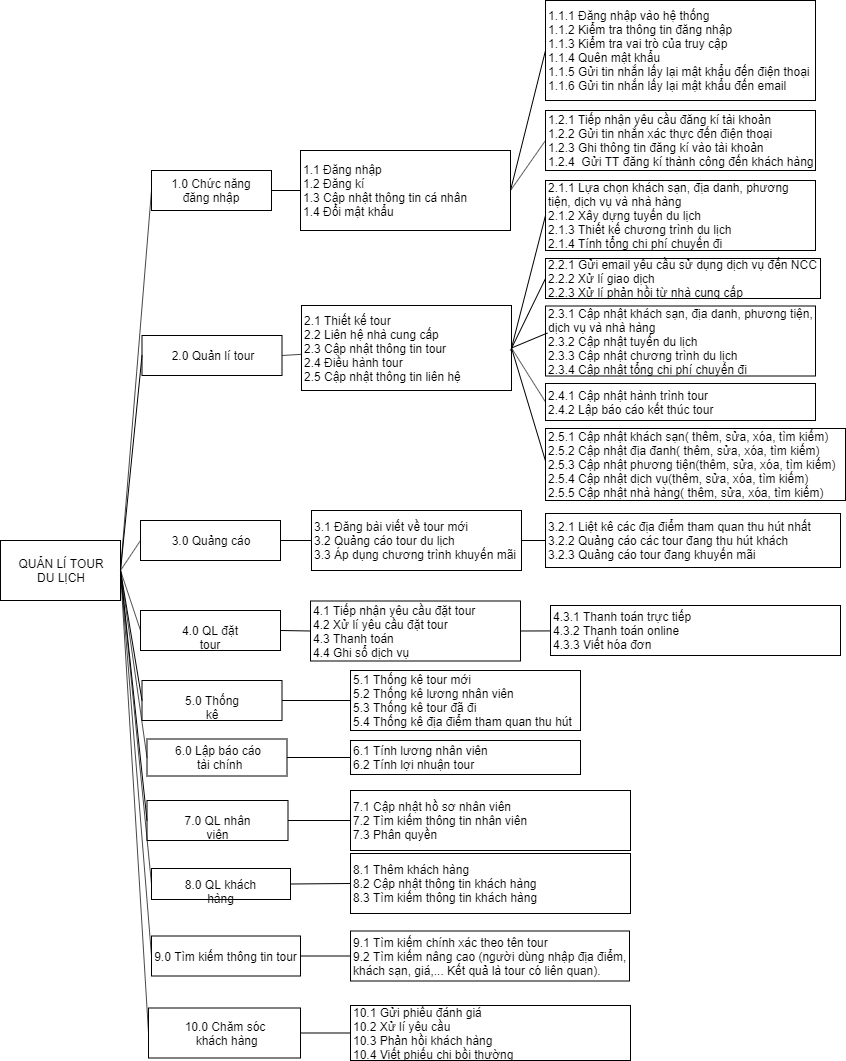 QUẢN LÍ TOUR
DU LỊCH
1.0 Chức năng
đăng nhập
1.1 Đăng nhập
1.2 Đăng kí
1.3 Cập nhật thông tin cá nhân
1.4 Đổi mật khẩu
1.1.1 Đăng nhập vào hệ thống
1.1.2 Kiểm tra thông tin đăng nhập
1.1.3 Kiểm tra vai trò của truy cập
1.1.4 Quên mật khẩu
1.1.5 Gửi tin nhắn lấy lại mật khẩu đến điện thoại
1.1.6 Gửi tin nhắn lấy lại mật khẩu đến email
1.2.1 Tiếp nhận yêu cầu đăng kí tài khoản
1.2.2 Gửi tin nhắn xác thực đến điện thoại
1.2.3 Ghi thông tin đăng kí vào tài khoản
1.2.4 Gửi TT đăng kí thành công đến khách hàng
2.0 Quản lí tour
2.1 Thiết kế tour
2.2 Liên hệ nhà cung cấp
2.3 Cập nhật thông tin tour
2.4 Điều hành tour
2.5 Cập nhật thông tin liên hệ
2.1.1 Lựa chọn khách sạn, địa danh, phương
tiện, dịch vụ và nhà hàng
2.1.2 Xây dựng tuyến du lịch
2.1.3 Thiết kế chương trình du lịch
2.1.4 Tính tổng chi phí chuyến đi
2.2.1 Gửi email yêu cầu sử dụng dịch vụ đến NCC
2.2.2 Xử lí giao dịch
2.2.3 Xử lí phản hồi từ nhà cung cấp
2.3.1 Cập nhật khách sạn, địa danh, phương tiện,
dịch vụ và nhà hàng
2.3.2 Cập nhật tuyến du lịch
2.3.3 Cập nhật chương trình du lịch
2.3.4 Cập nhật tổng chi phí chuyến đi
2.4.1 Cập nhật hành trình tour
2.4.2 Lập báo cáo kết thúc tour
2.5.1 Cập nhật khách sạn( thêm, sửa, xóa, tìm kiếm)
2.5.2 Cập nhật địa đanh( thêm, sửa, xóa, tìm kiếm)
2.5.3 Cập nhật phương tiện(thêm, sửa, xóa, tìm kiếm)
2.5.4 Cập nhật dịch vụ(thêm, sửa, xóa, tìm kiếm)
2.5.5 Cập nhật nhà hàng( thêm, sửa, xóa, tìm kiếm)
3.0 Quảng cáo
3.1 Đăng bài viết về tour mới
3.2 Quảng cáo tour du lịch
3.3 Áp dụng chương trình khuyến mãi
3.2.1 Liệt kê các địa điểm tham quan thu hút nhất
3.2.2 Quảng cáo các tour đang thu hút khách
3.2.3 Quảng cáo tour đang khuyến mãi
4.0 QL đặt
tour
4.1 Tiếp nhận yêu cầu đặt tour
4.2 Xử lí yêu cầu đặt tour
4.3 Thanh toán
4.4 Ghi sổ dịch vụ
4.3.1 Thanh toán trực tiếp
4.3.2 Thanh toán online
4.3.3 Viết hóa đơn
5.0 Thống
kê
5.1 Thống kê tour mới
5.2 Thống kê lương nhân viên
5.3 Thống kê tour đã đi
5.4 Thống kê địa điểm tham quan thu hút
6.0 Lập báo cáo
tài chính
6.1 Tính lương nhân viên
6.2 Tính lợi nhuận tour
7.0 QL nhân
viên
7.1 Cập nhật hồ sơ nhân viên
7.2 Tìm kiếm thông tin nhân viên
7.3 Phân quyền
8.0 QL khách
hàng
8.1 Thêm khách hàng
8.2 Cập nhật thông tin khách hàng
8.3 Tìm kiếm thông tin khách hàng
9.0 Tìm kiếm thông tin tour
9.1 Tìm kiếm chính xác theo tên tour
9.2 Tìm kiếm nâng cao (người dùng nhập địa điểm,
khách sạn, giá,... Kết quả là tour có liên quan).
10.0 Chăm sóc
khách hàng
10.1 Gửi phiếu đánh giá
10.2 Xử lí yêu cầu
10.3 Phản hồi khách hàng
10.4 Viết phiếu chi bồi thường